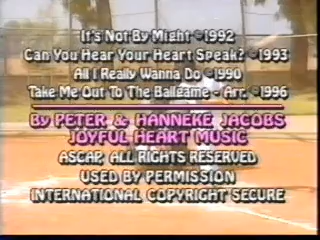 It's Not By Might ©1992
Can You Hear Your Heart Speak? ©1993
All I Really Wanna Do ©1990
Take Me Out To The Ballgame - Arr. ©1996
By PETER & HANNEKE JACOBS
JOYFUL HEART MUSIC
ASCAP, ALL RIGHTS RESERVED
USED BY PERMISSION
INTERNATIONAL COPYRIGHT SECURE